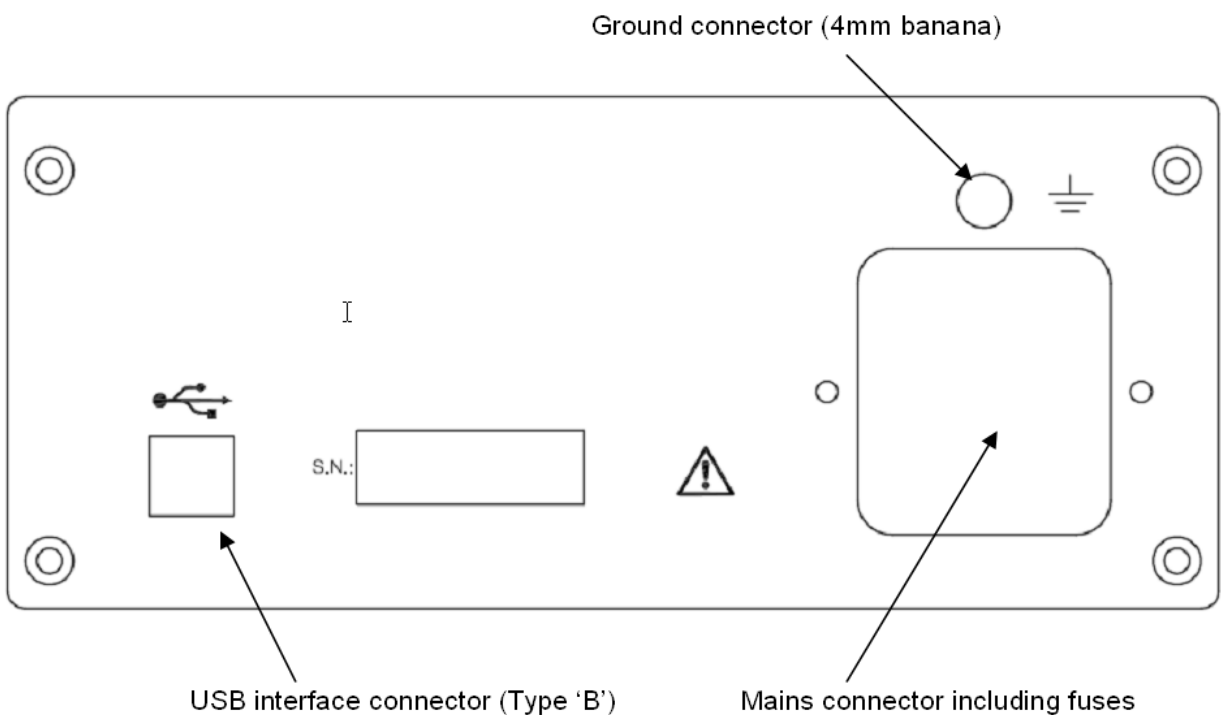 Ground connector (4mm banana)
S.N.:
USB interface connector (Type ‘B’)
Mains connector including fuses